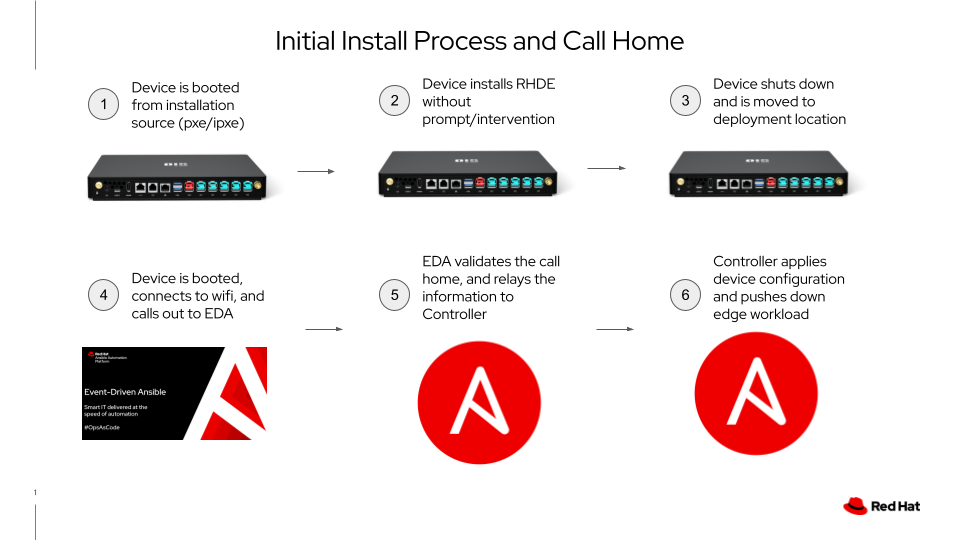 Initial Install Process and Call Home
1
Device is booted
from installation
source (pxe/ipxe)
2
Device installs RHDE
without
prompt/intervention
3
Device shuts down
and is moved to
deployment location
4
Device is booted,
connects to wifi, and
calls out to EDA
5
EDA validates the call
home, and relays the
information to
Controller
6
Controller applies
device configuration
and pushes down
edge workload
Red Hat
Ansible Automation
Platform
Event-Driven Ansible
Smart IT delivered at the
speed of automation
#OpsAsCode
1
Red Hat